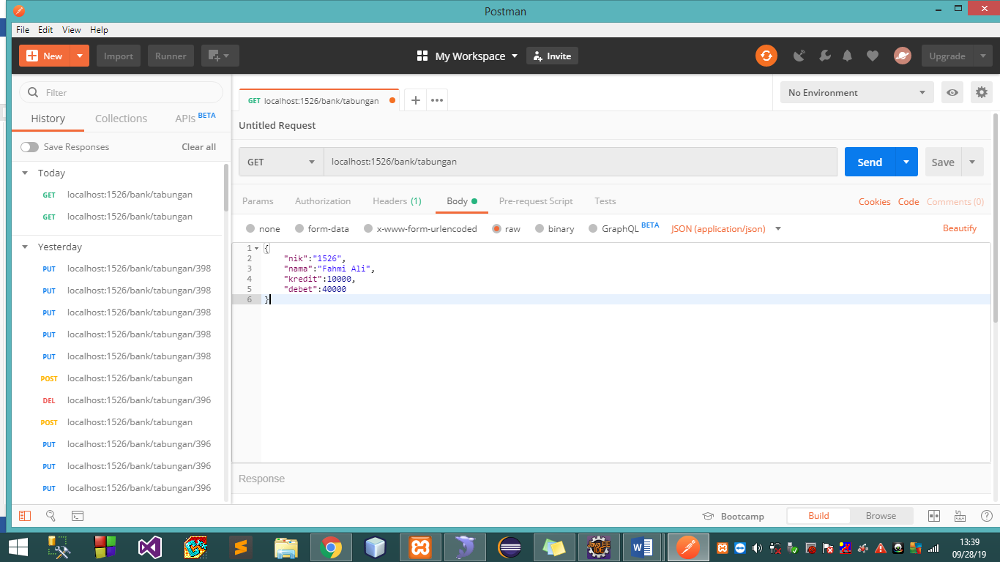 Postman
File Edit View Help
New Import Runner My Workspace Invite Upgrade
Filter
History Collections APIs BETA
Save Responses Clear all
Today
GET localhost:1526/bank/tabungan
GET localhost:1526/bank/tabungan
Yesterday
PUT localhost:1526/bank/tabungan/398
PUT localhost:1526/bank/tabungan/398
PUT localhost:1526/bank/tabungan/398
PUT localhost:1526/bank/tabungan/398
PUT localhost:1526/bank/tabungan/398
POST localhost:1526/bank/tabungan
DEL localhost:1526/bank/tabungan/396
POST localhost:1526/bank/tabungan
PUT localhost:1526/bank/tabungan/396
PUT localhost:1526/bank/tabungan/396
PUT localhost:1526/bank/tabungan/396
GET localhost:1526/bank/tabungan
No Environment
Untitled Request
GET localhost:1526/bank/tabungan Send Save
Params Authorization Headers (1) Body Pre-request Script Tests Cookies Code Comments (0)
none form-data x-www-form-urlencoded raw binary GraphQL BETA JSON (application/json) Beautify
1 {
2 "nik":"1526",
3 "nama":"Fahmi Ali",
4 "kredit":10000,
5 "debet":40000
6 }
Response
Bootcamp Build Browse
Java EE
IDE
13:39
09/28/19